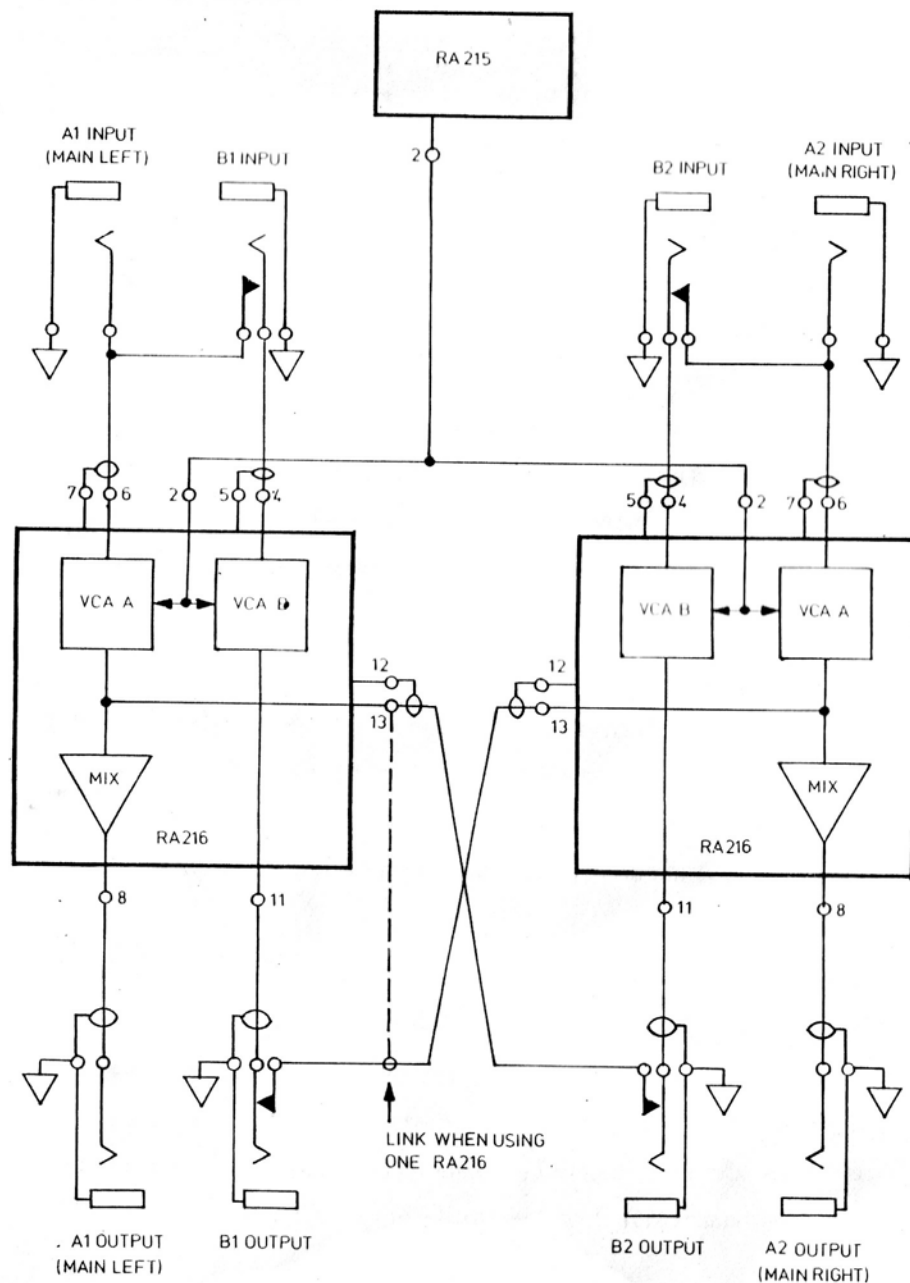 RA 215
2
A1 INPUT
(MAIN LEFT)
B1 INPUT
B2 INPUT
A2 INPUT
(MAIN RIGHT)
7 6 2 5 4
5 4 2 7 6
VCA A
VCA B
VCA B
VCA A
12
13
12
13
MIX
MIX
RA216
RA216
8
11
11
8
LINK WHEN USING
ONE RA216
A1 OUTPUT
(MAIN LEFT)
B1 OUTPUT
B2 OUTPUT
A2 OUTPUT
(MAIN RIGHT)